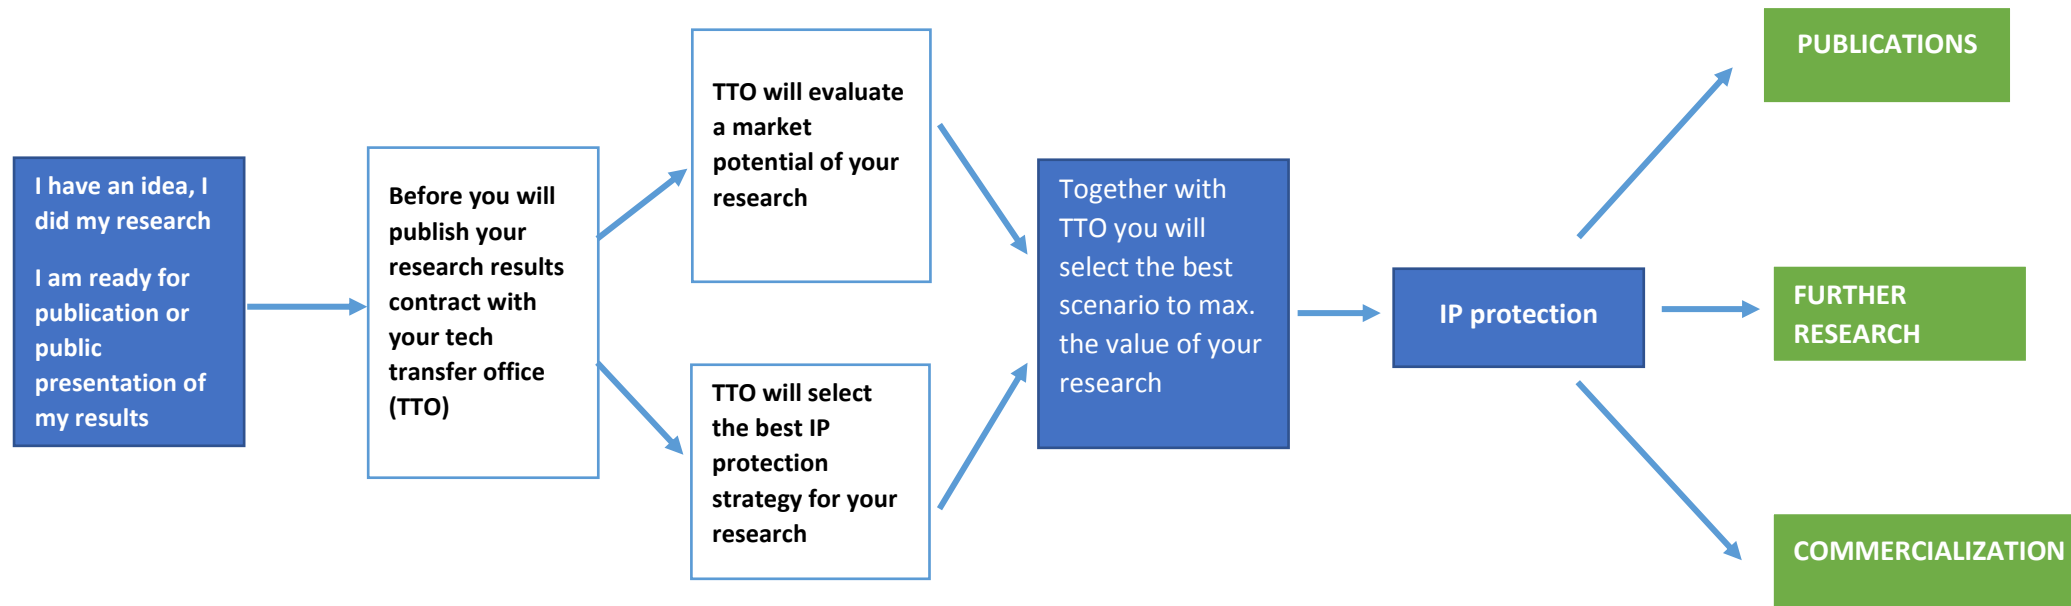 I have an idea, I
did my research
I am ready for
publication or
public
presentation of
my results
Before you will
publish your
research results
contract with
your tech
transfer office
(TTO)
TTO will evaluate
a market
potential of your
research
TTO will select
the best IP
protection
strategy for your
research
Together with
TTO you will
select the best
scenario to max.
the value of your
research
IP protection
PUBLICATIONS
FURTHER
RESEARCH
COMMERCIALIZATION